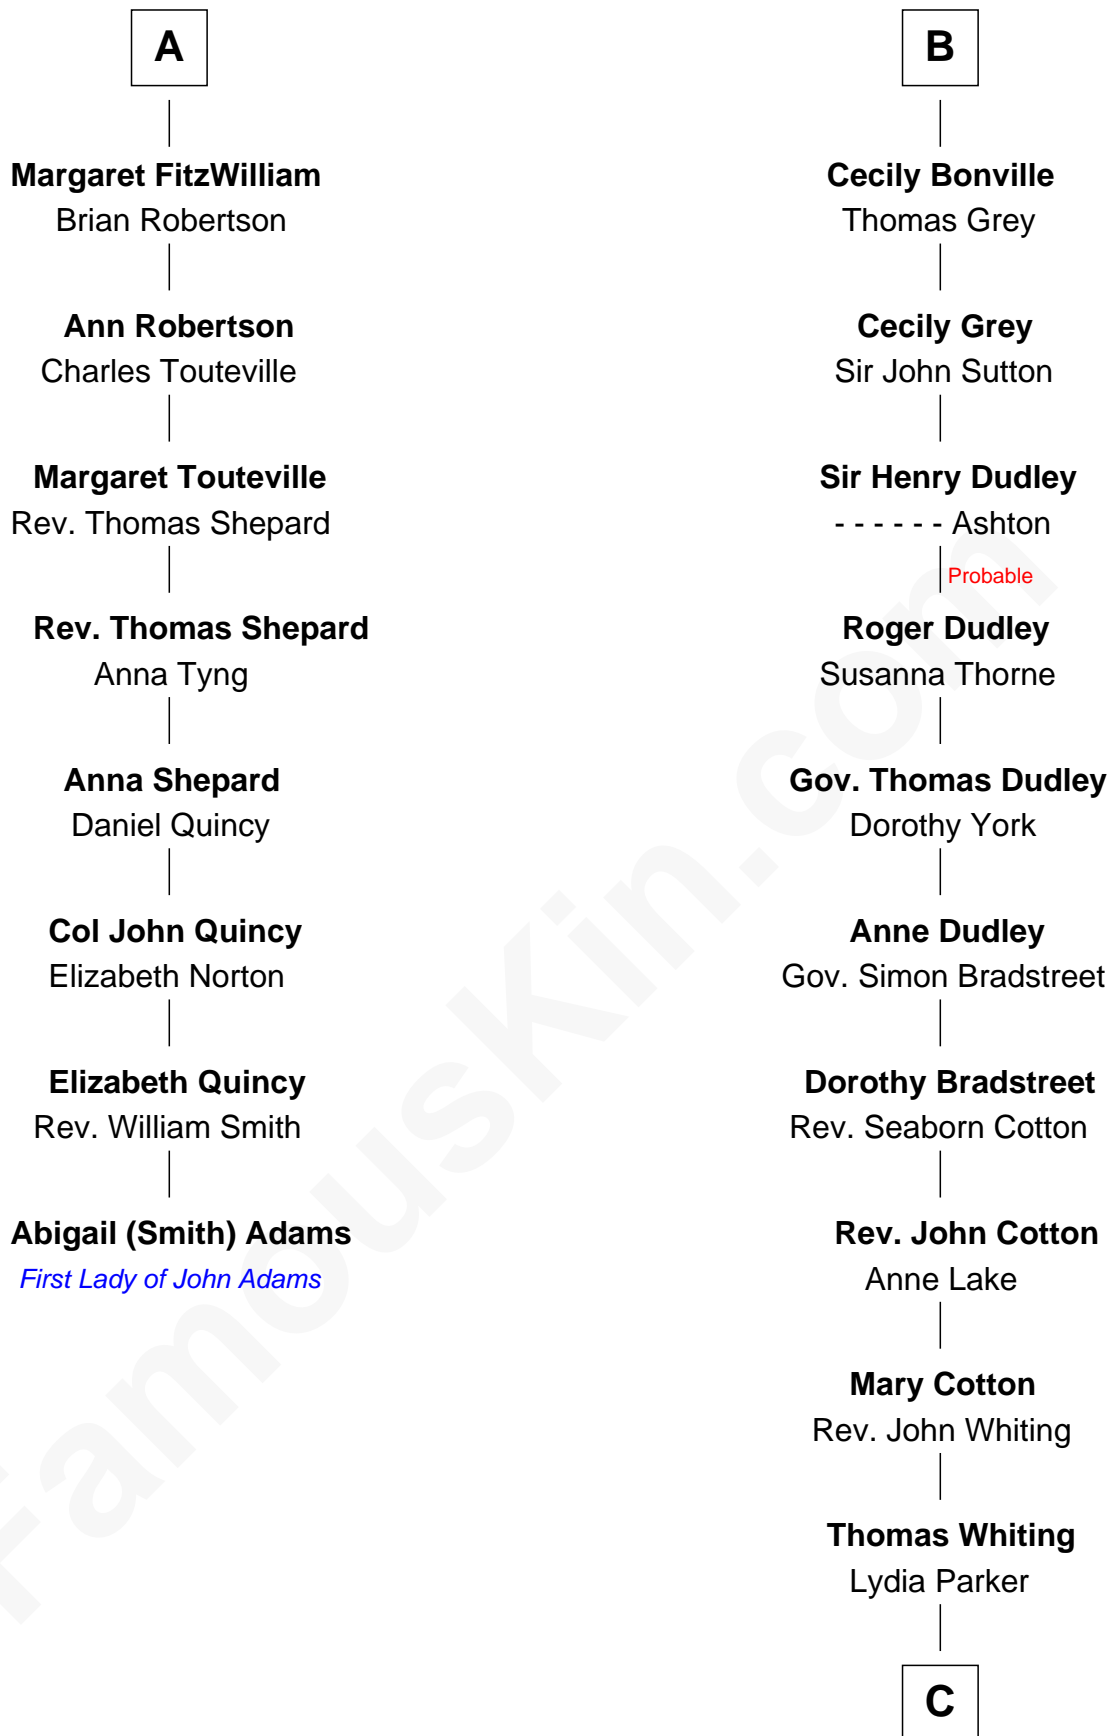 A
Margaret FitzWilliam
Brian Robertson
Ann Robertson
Charles Touteville
Margaret Touteville
Rev. Thomas Shepard
Rev. Thomas Shepard
Anna Tyng
Anna Shepard
Daniel Quincy
Col John Quincy
Elizabeth Norton
Elizabeth Quincy
Rev. William Smith
Abigail (Smith) Adams
First Lady of John Adams
B
Cecily Bonville
Thomas Grey
Cecily Grey
Sir John Sutton
Sir Henry Dudley
- - - - - - Ashton
Probable
Roger Dudley
Susanna Thorne
Gov. Thomas Dudley
Dorothy York
Anne Dudley
Gov. Simon Bradstreet
Dorothy Bradstreet
Rev. Seaborn Cotton
Rev. John Cotton
Anne Lake
Mary Cotton
Rev. John Whiting
Thomas Whiting
Lydia Parker
C
FamousKin.com